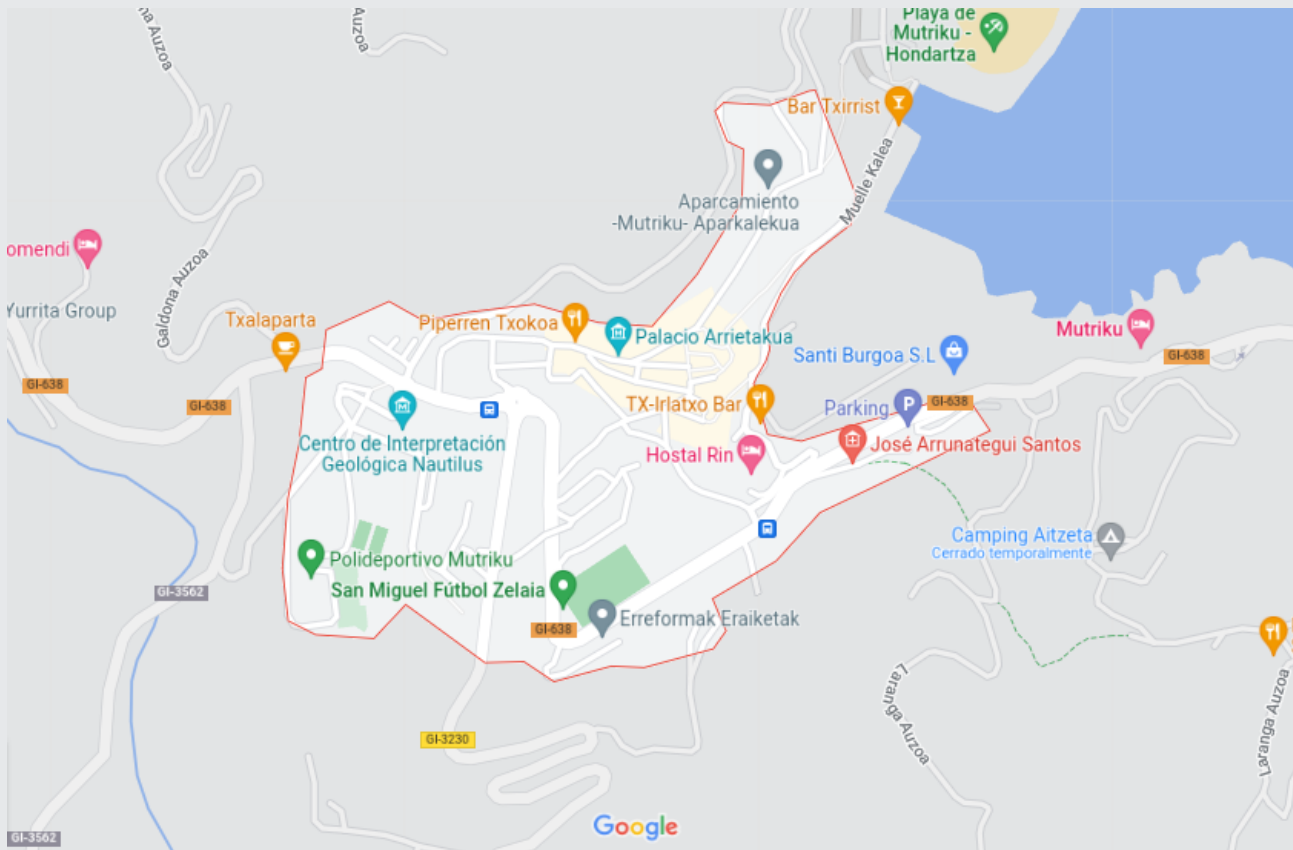 Auzoa
Auzoa
Playa de
Mutriku -
Hondartza
Bar Txirrist
Muelle Kalea
Aparcamiento
-Mutriku- Aparkalekua
omendi
Galdona Auzoa
Yurrita Group
Txalaparta
Piperren Txokoa
Palacio Arrietakua
Mutriku
Santi Burgoa S.L
GI-638
GI-638
GI-638
GI-638
TX-Irlatxo Bar
Parking
Centro de Interpretación
Geológica Nautilus
Hostal Rin
José Arrunategui Santos
Camping Aitzeta
Cerrado temporalmente
Polideportivo Mutriku
San Miguel Fútbol Zelaia
GI-3562
Erreformak Eraiketak
GI-638
Laranga Auzoa
Laranga Auzoa
GI-3230
Google
GI-3562